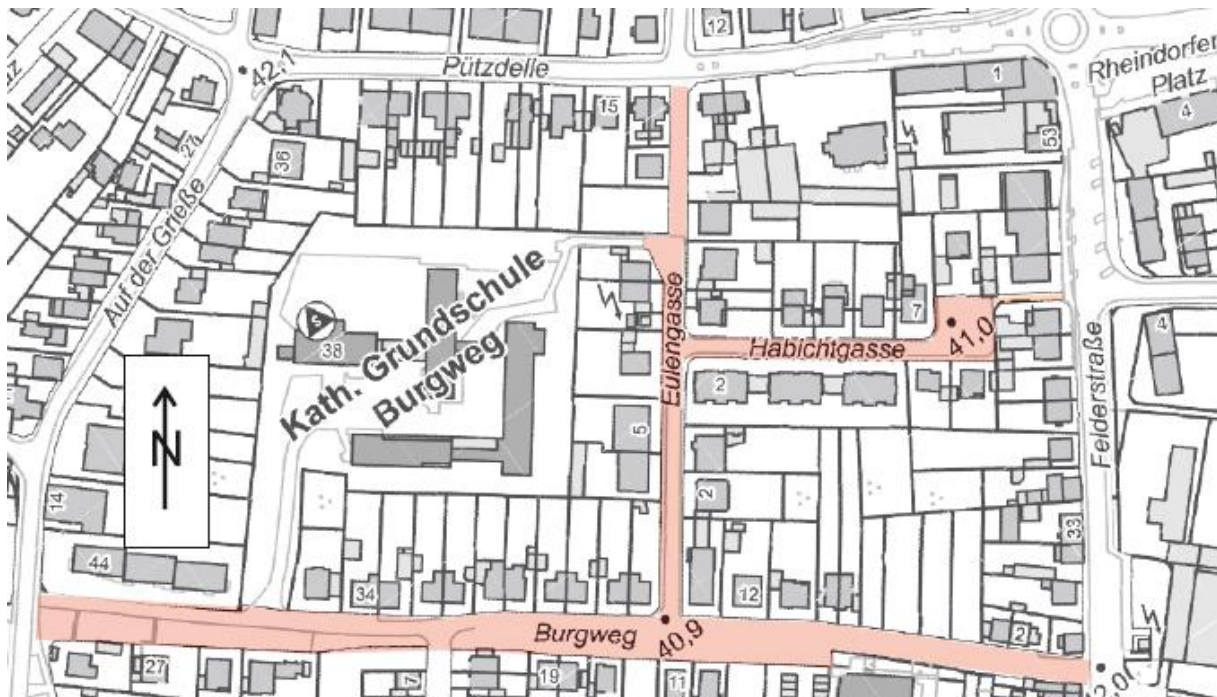 12
Pützdelle
42,1
1
Rheindorfer
Platz
4
15
53
27
36
Auf der Grieße
Kath. Grundschule
Burgweg
S
38
Eulengasse
7
41,0
Habichtgasse
4
2
Felderstraße
N
5
2
14
33
44
34
12
Burgweg
40,9
2
27
7
19
11